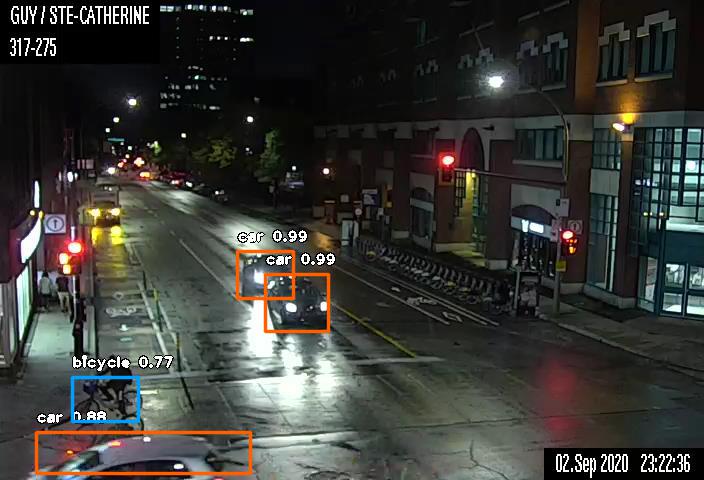 GUY / STE-CATHERINE
317-275
car 0.99
car 0.99
bicycle 0.77
car 0.88
02.Sep 2020 23:22:36